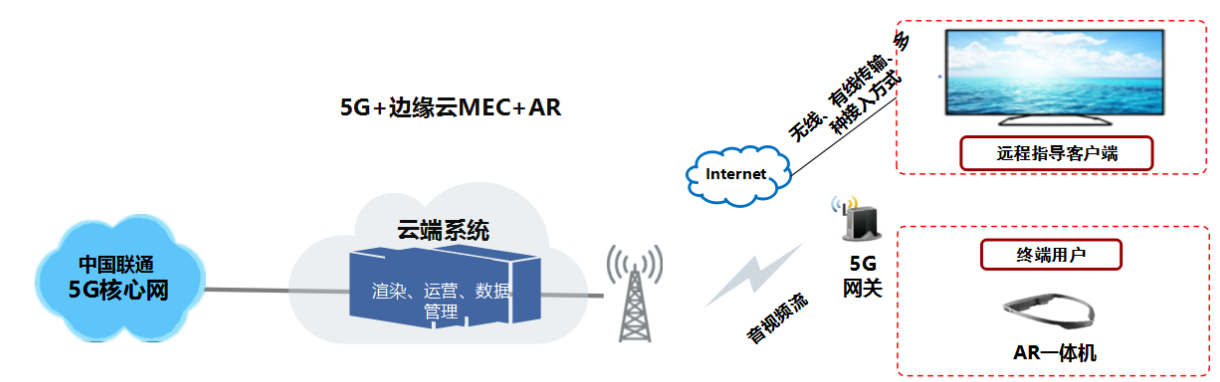 5G+边缘云MEC+AR
无线、有线传输、多
种接入方式
远程指导客户端
Internet
云端系统
中国联通
5G核心网
渲染、运营、数据
管理
音视频流
5G
网关
终端用户
AR一体机